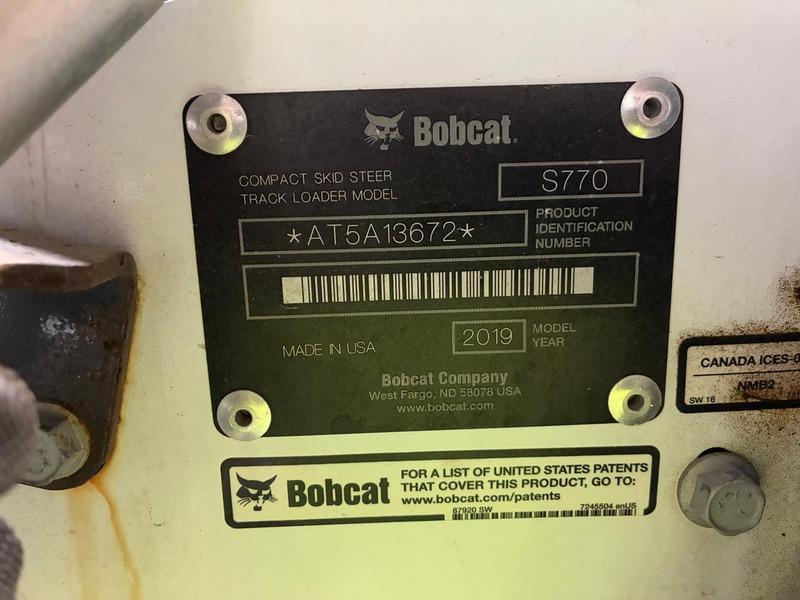 Bobcat
COMPACT SKID STEER
TRACK LOADER MODEL
S770
*AT5A13672*
PRODUCT
IDENTIFICATION
NUMBER
MADE IN USA
2019
MODEL
YEAR
Bobcat Company
West Fargo, ND 58078 USA
www.bobcat.com
CANADA ICES-0
NMB2
SW 16
Bobcat
FOR A LIST OF UNITED STATES PATENTS
THAT COVER THIS PRODUCT, GO TO:
www.bobcat.com/patents
87920 SW 7245504 enUS